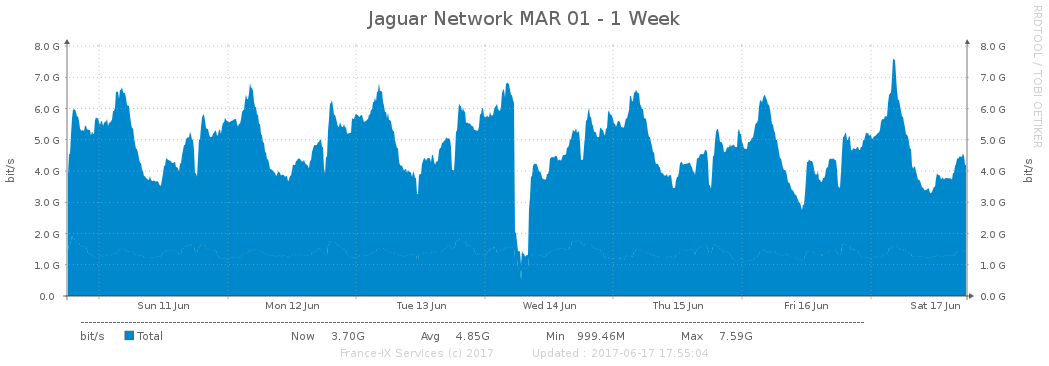 Jaguar Network MAR 01 - 1 Week
RRDTOOL / TOBI OETIKER
8.0 G 8.0 G
7.0 G 7.0 G
6.0 G 6.0 G
5.0 G 5.0 G
4.0 G 4.0 G
3.0 G 3.0 G
2.0 G 2.0 G
1.0 G 1.0 G
0.0 0.0 G
bit/s bit/s
Sun 11 Jun Mon 12 Jun Tue 13 Jun Wed 14 Jun Thu 15 Jun Fri 16 Jun Sat 17 Jun
bit/s Total Now 3.70G Avg 4.85G Min 999.46M Max 7.59G
France-IX Services (c) 2017 Updated : 2017-06-17 17:55:04